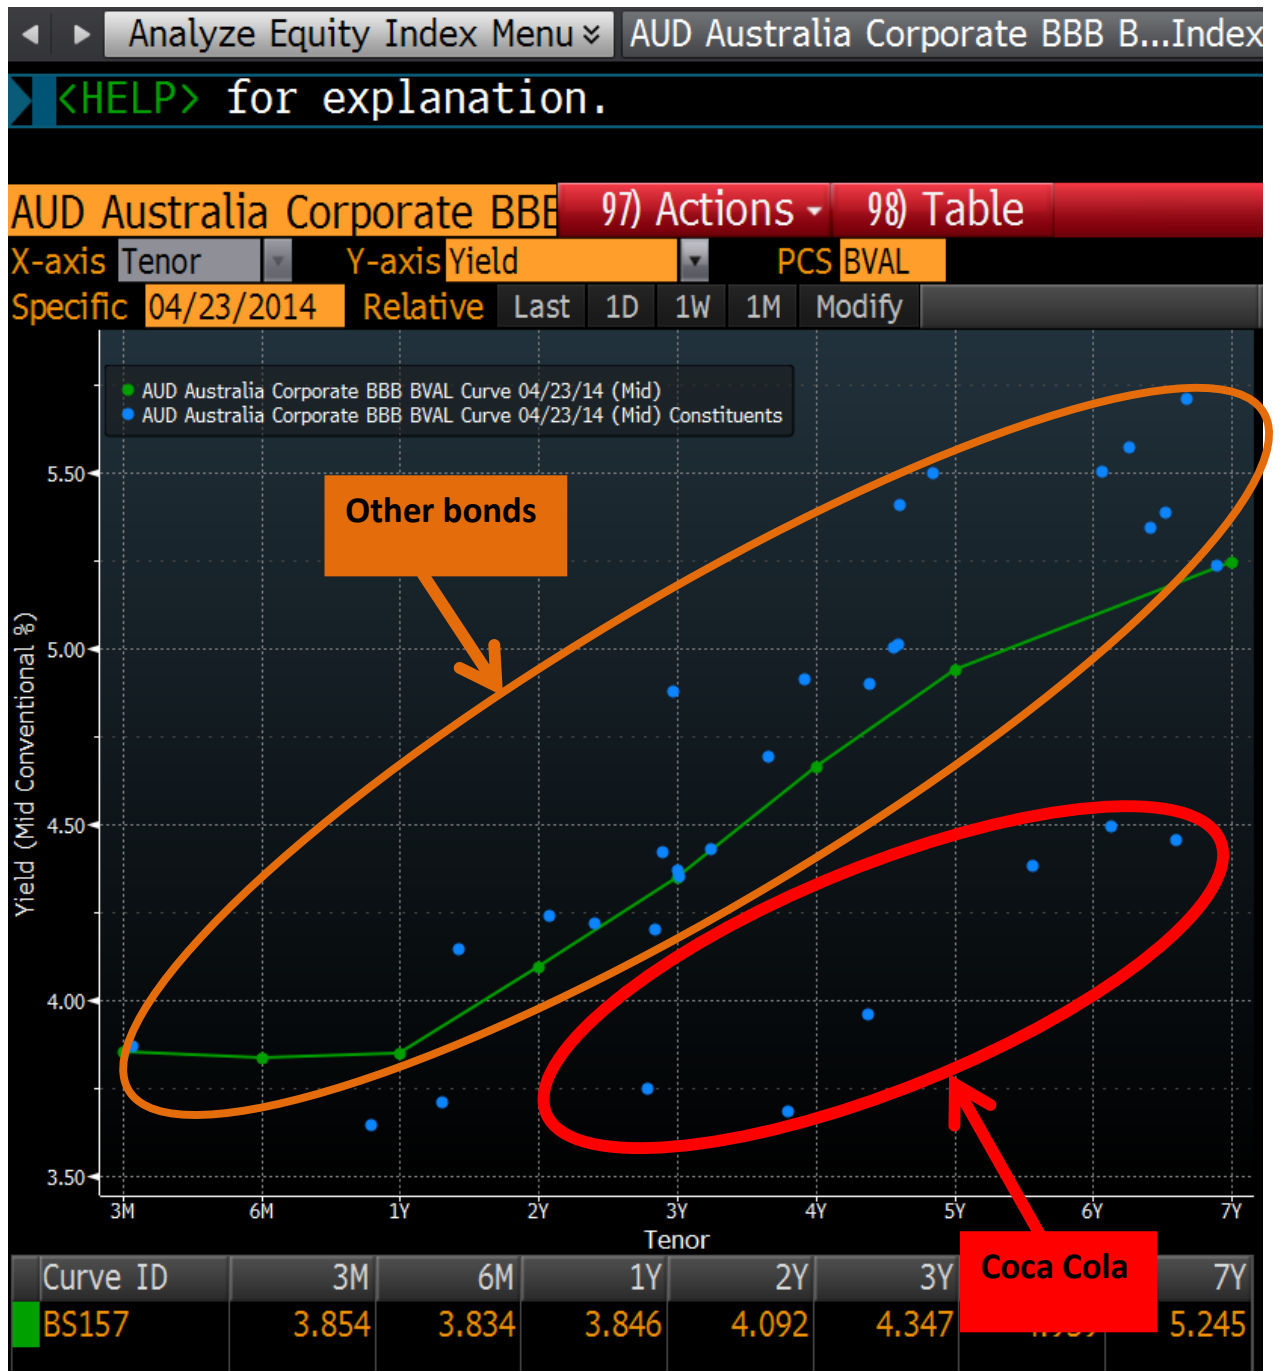 Analyze Equity Index Menu AUD Australia Corporate BBB B...Index
<HELP> for explanation.
AUD Australia Corporate BBB 97) Actions 98) Table
X-axis Tenor Y-axis Yield PCS BVAL
Specific 04/23/2014 Relative Last 1D 1W 1M Modify
AUD Australia Corporate BBB BVAL Curve 04/23/14 (Mid)
AUD Australia Corporate BBB BVAL Curve 04/23/14 (Mid) Constituents
Other bonds
Yield (Mid Conventional %)
5.50
5.00
4.50
4.00
3.50
3M 6M 1Y 2Y 3Y 4Y 5Y 6Y 7Y
Tenor
Coca Cola
Curve ID 3M 6M 1Y 2Y 3Y 7Y
BS157 3.854 3.834 3.846 4.092 4.347 5.245